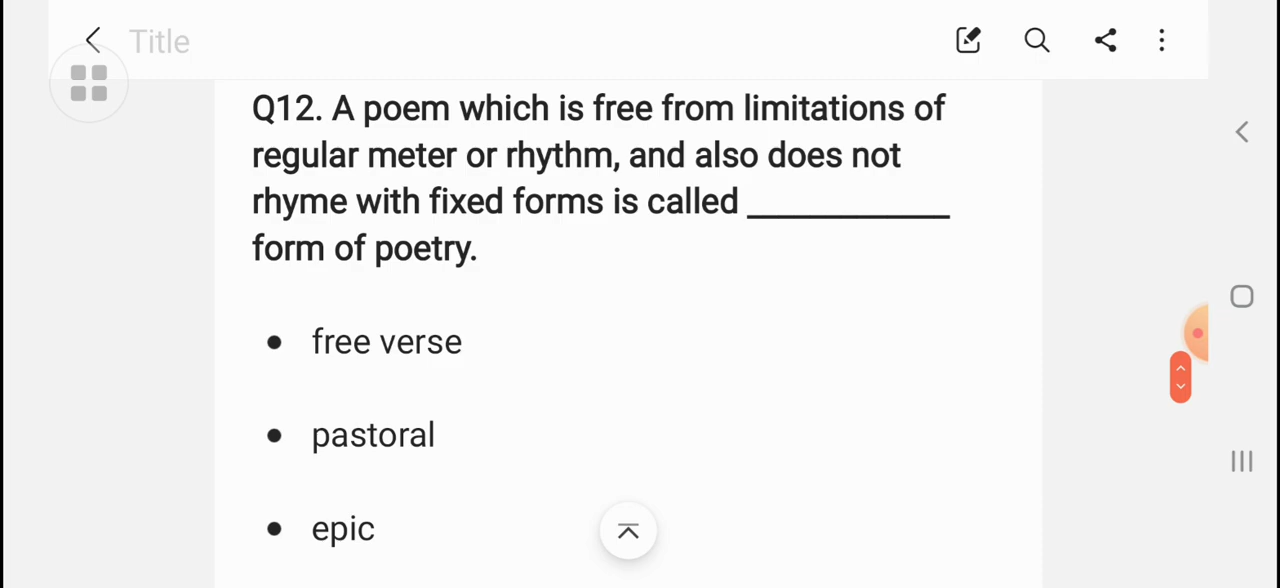 Title
Q12. A poem which is free from limitations of
regular meter or rhythm, and also does not
rhyme with fixed forms is called ____________
form of poetry.
• free verse
• pastoral
• epic